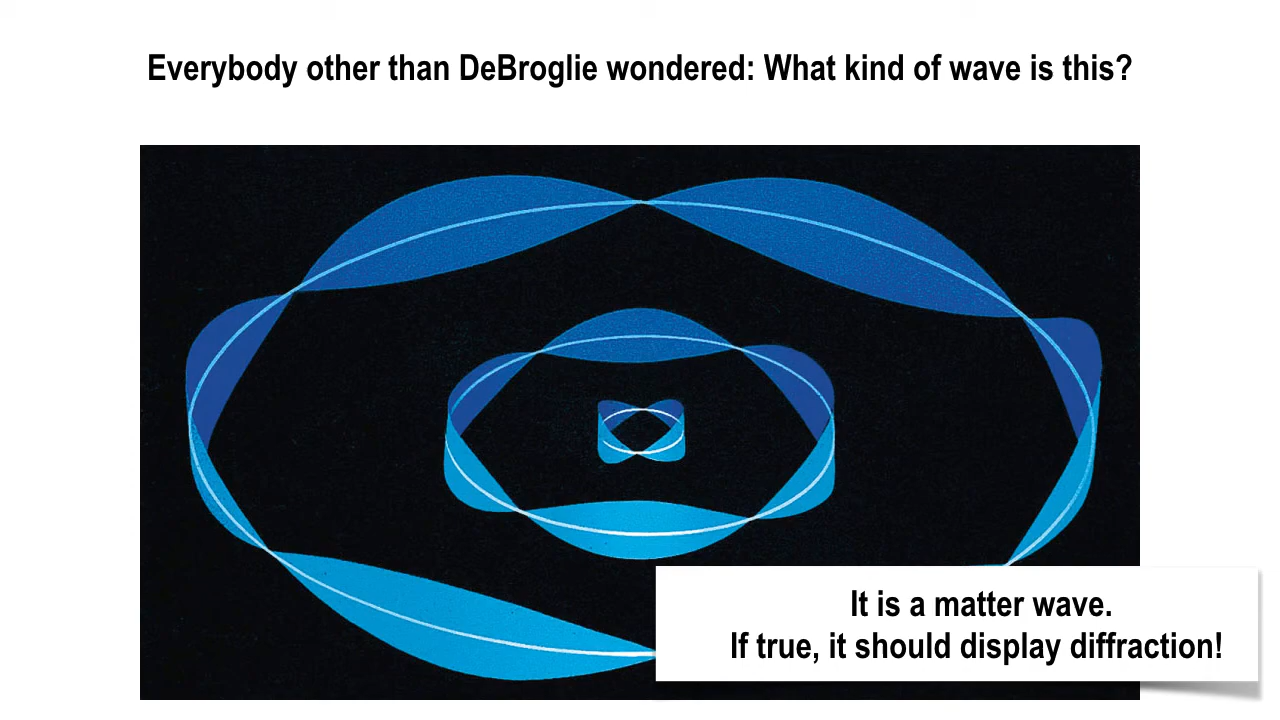 Everybody other than DeBroglie wondered: What kind of wave is this?
It is a matter wave.
If true, it should display diffraction!